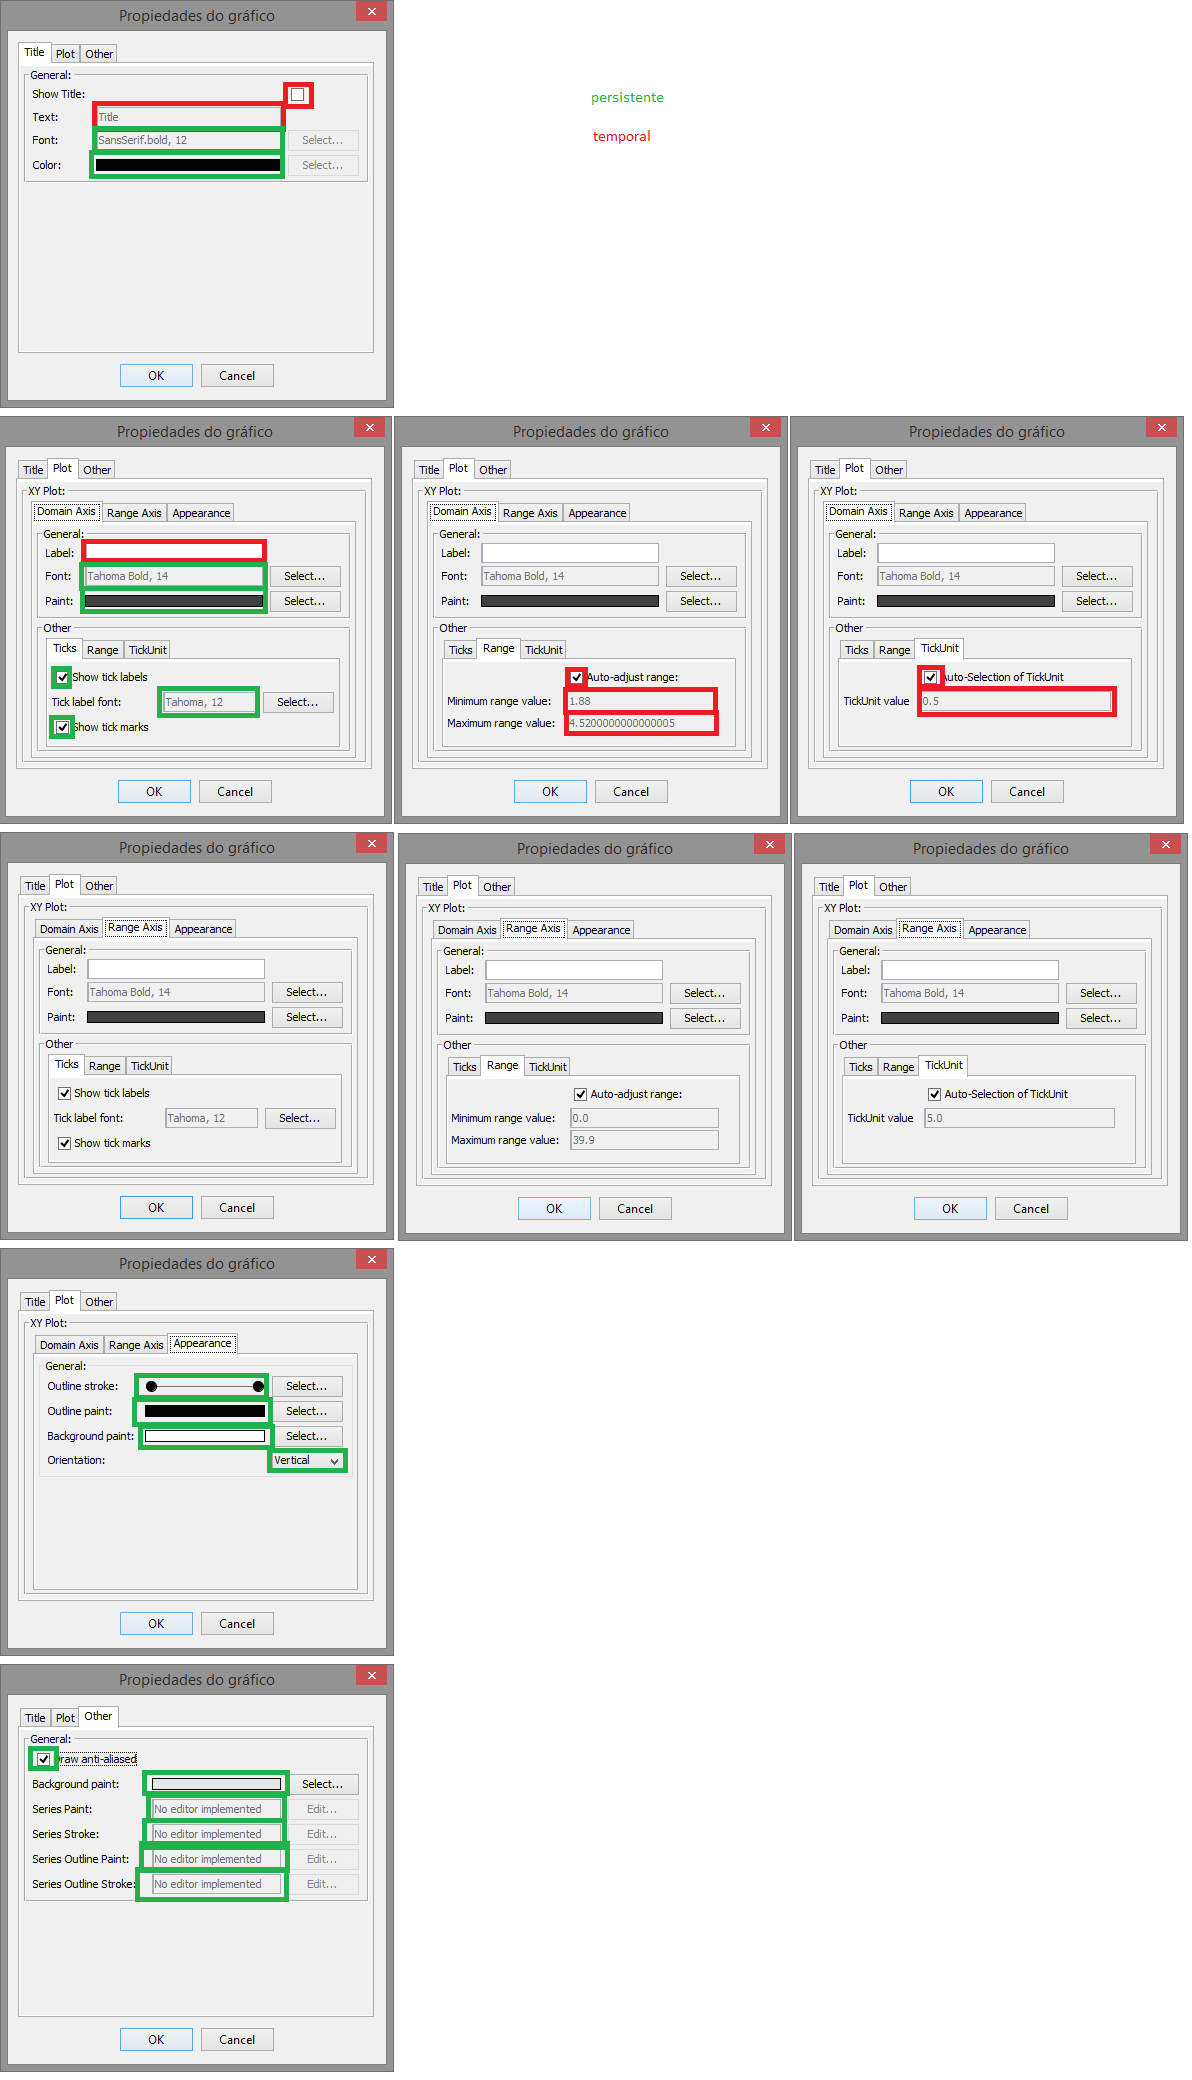 Propiedades do gráfico
Title Plot Other
General:
Show Title:
Text: Title
Font: SansSerif.bold, 12 Select...
Color: Select...
OK Cancel
persistente
temporal
Propiedades do gráfico
Title Plot Other
XY Plot:
Domain Axis Range Axis Appearance
General:
Label:
Font: Tahoma Bold, 14 Select...
Paint: Select...
Other
Ticks Range TickUnit
Show tick labels
Tick label font: Tahoma, 12 Select...
Show tick marks
OK Cancel
Propiedades do gráfico
Title Plot Other
XY Plot:
Domain Axis Range Axis Appearance
General:
Label:
Font: Tahoma Bold, 14 Select...
Paint: Select...
Other
Ticks Range TickUnit
Auto-adjust range:
Minimum range value: 1.88
Maximum range value: 4.5200000000000005
OK Cancel
Propiedades do gráfico
Title Plot Other
XY Plot:
Domain Axis Range Axis Appearance
General:
Label:
Font: Tahoma Bold, 14 Select...
Paint: Select...
Other
Ticks Range TickUnit
Auto-Selection of TickUnit
TickUnit value 0.5
OK Cancel
Propiedades do gráfico
Title Plot Other
XY Plot:
Domain Axis Range Axis Appearance
General:
Label:
Font: Tahoma Bold, 14 Select...
Paint: Select...
Other
Ticks Range TickUnit
Show tick labels
Tick label font: Tahoma, 12 Select...
Show tick marks
OK Cancel
Propiedades do gráfico
Title Plot Other
XY Plot:
Domain Axis Range Axis Appearance
General:
Label:
Font: Tahoma Bold, 14 Select...
Paint: Select...
Other
Ticks Range TickUnit
Auto-adjust range:
Minimum range value: 0.0
Maximum range value: 39.9
OK Cancel
Propiedades do gráfico
Title Plot Other
XY Plot:
Domain Axis Range Axis Appearance
General:
Label:
Font: Tahoma Bold, 14 Select...
Paint: Select...
Other
Ticks Range TickUnit
Auto-Selection of TickUnit
TickUnit value 5.0
OK Cancel
Propiedades do gráfico
Title Plot Other
XY Plot:
Domain Axis Range Axis Appearance
General:
Outline stroke: Select...
Outline paint: Select...
Background paint: Select...
Orientation: Vertical
OK Cancel
Propiedades do gráfico
Title Plot Other
General:
Draw anti-aliased
Background paint: Select...
Series Paint: No editor implemented Edit...
Series Stroke: No editor implemented Edit...
Series Outline Paint: No editor implemented Edit...
Series Outline Stroke: No editor implemented Edit...
OK Cancel